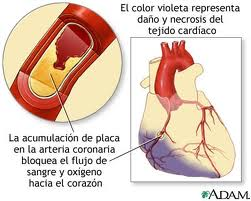 El color violeta representa
daño y necrosis del
tejido cardíaco
La acumulación de placa
en la arteria coronaria
bloquea el flujo de
sangre y oxígeno
hacia el corazón
ADAM